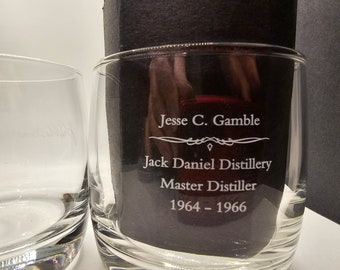 Jesse C. Gamble
Jack Daniel Distillery
Master Distiller
1964 – 1966